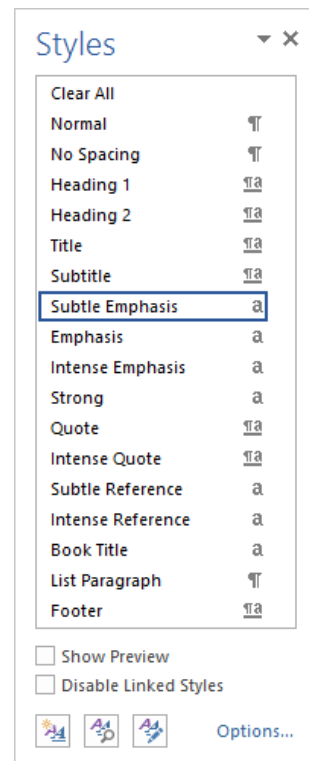 Styles
Clear All
Normal ¶
No Spacing ¶
Heading 1 ¶a
Heading 2 ¶a
Title ¶a
Subtitle ¶a
Subtle Emphasis a
Emphasis a
Intense Emphasis a
Strong a
Quote ¶a
Intense Quote ¶a
Subtle Reference a
Intense Reference a
Book Title a
List Paragraph ¶
Footer ¶a
Show Preview
Disable Linked Styles
Options...